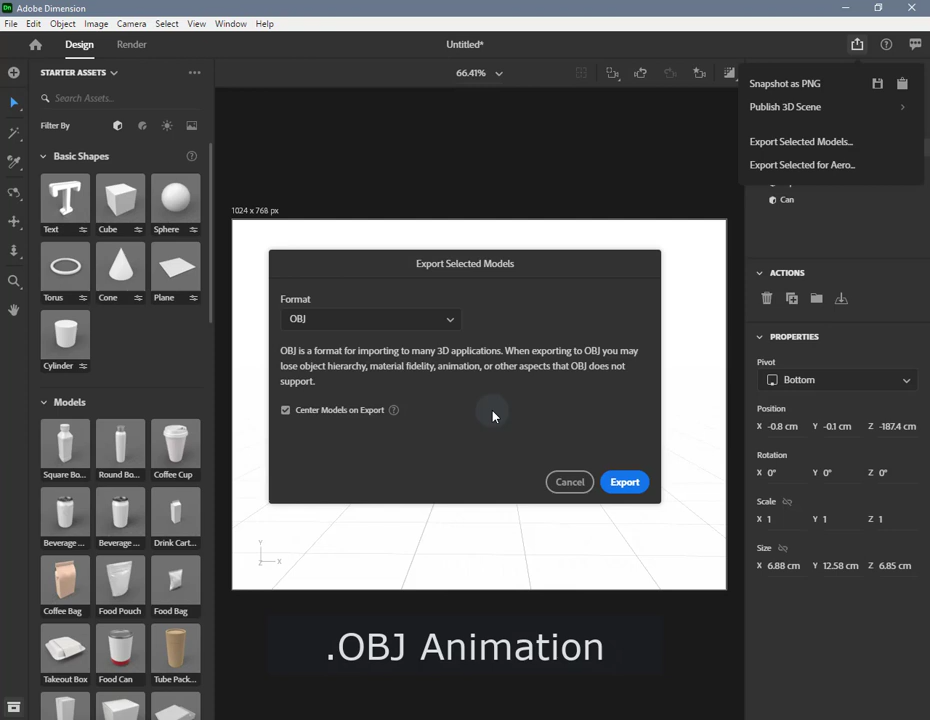 Dn Adobe Dimension
File Edit Object Image Camera Select View Window Help
Design Render
Untitled*
STARTER ASSETS
66.41%
Search Assets...
Filter By
Basic Shapes
Text Cube Sphere
Torus Cone Plane
Cylinder
Models
Square Bo... Round Bo... Coffee Cup
Beverage ... Beverage ... Drink Cart...
Coffee Bag Food Pouch Food Bag
Takeout Box Food Can Tube Pack...
1024 x 768 px
Export Selected Models
Format
OBJ
OBJ is a format for importing to many 3D applications. When exporting to OBJ you may
lose object hierarchy, material fidelity, animation, or other aspects that OBJ does not
support.
Center Models on Export
Cancel Export
Y
Z X
.OBJ Animation
Snapshot as PNG
Publish 3D Scene
Export Selected Models...
Export Selected for Aero...
Can
ACTIONS
PROPERTIES
Pivot
Bottom
Position
X -0.8 cm Y -0.1 cm Z -187.4 cm
Rotation
X 0° Y 0° Z 0°
Scale
X 1 Y 1 Z 1
Size
X 6.88 cm Y 12.58 cm Z 6.85 cm